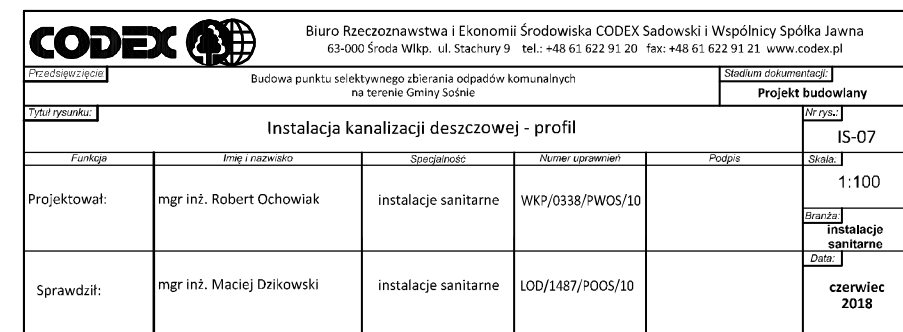 CODEX
Biuro Rzeczoznawstwa i Ekonomii Środowiska CODEX Sadowski i Wspólnicy Spółka Jawna
63-000 Środa Wlkp. ul. Stachury 9 tel.: +48 61 622 91 20 fax: +48 61 622 91 21 www.codex.pl
Przedsięwzięcie:
Budowa punktu selektywnego zbierania odpadów komunalnych
na terenie Gminy Sośnie
Stadium dokumentacji:
Projekt budowlany
Tytuł rysunku:
Instalacja kanalizacji deszczowej - profil
Nr rys.:
IS-07
Funkcja Imię i nazwisko Specjalność Numer uprawnień Podpis
Skala:
1:100
Projektował: mgr inż. Robert Ochowiak instalacje sanitarne WKP/0338/PWOS/10
Branża:
instalacje
sanitarne
Sprawdził: mgr inż. Maciej Dzikowski instalacje sanitarne LOD/1487/POOS/10
Data:
czerwiec
2018